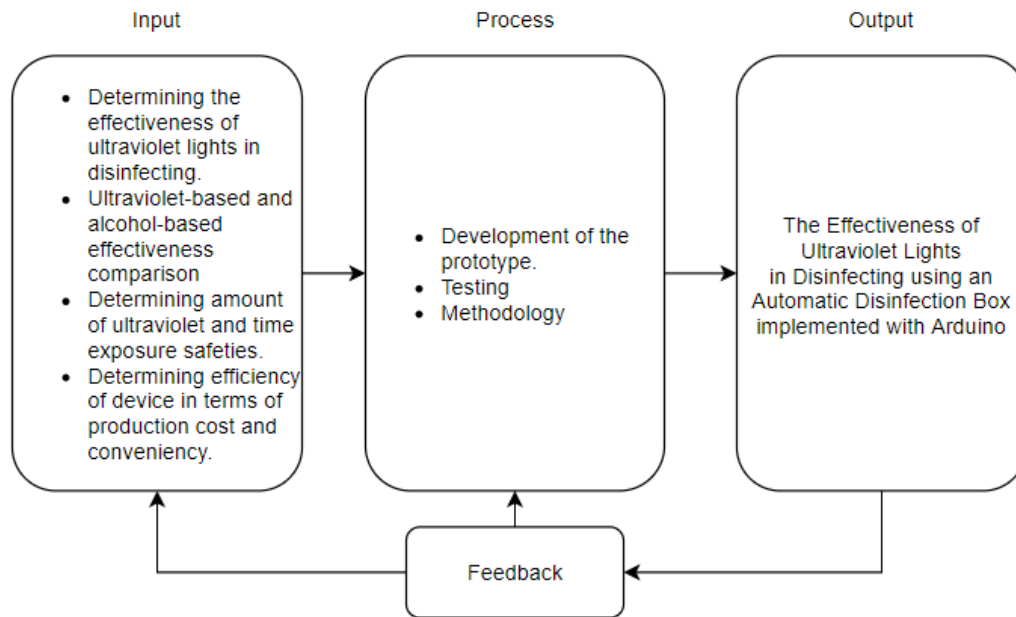 Input
Process
Output
• Determining the
effectiveness of
ultraviolet lights in
disinfecting.
• Ultraviolet-based and
alcohol-based
effectiveness
comparison
• Determining amount
of ultraviolet and time
exposure safeties.
• Determining efficiency
of device in terms of
production cost and
conveniency.
• Development of the
prototype.
• Testing
• Methodology
The Effectiveness of
Ultraviolet Lights
in Disinfecting using an
Automatic Disinfection Box
implemented with Arduino
Feedback